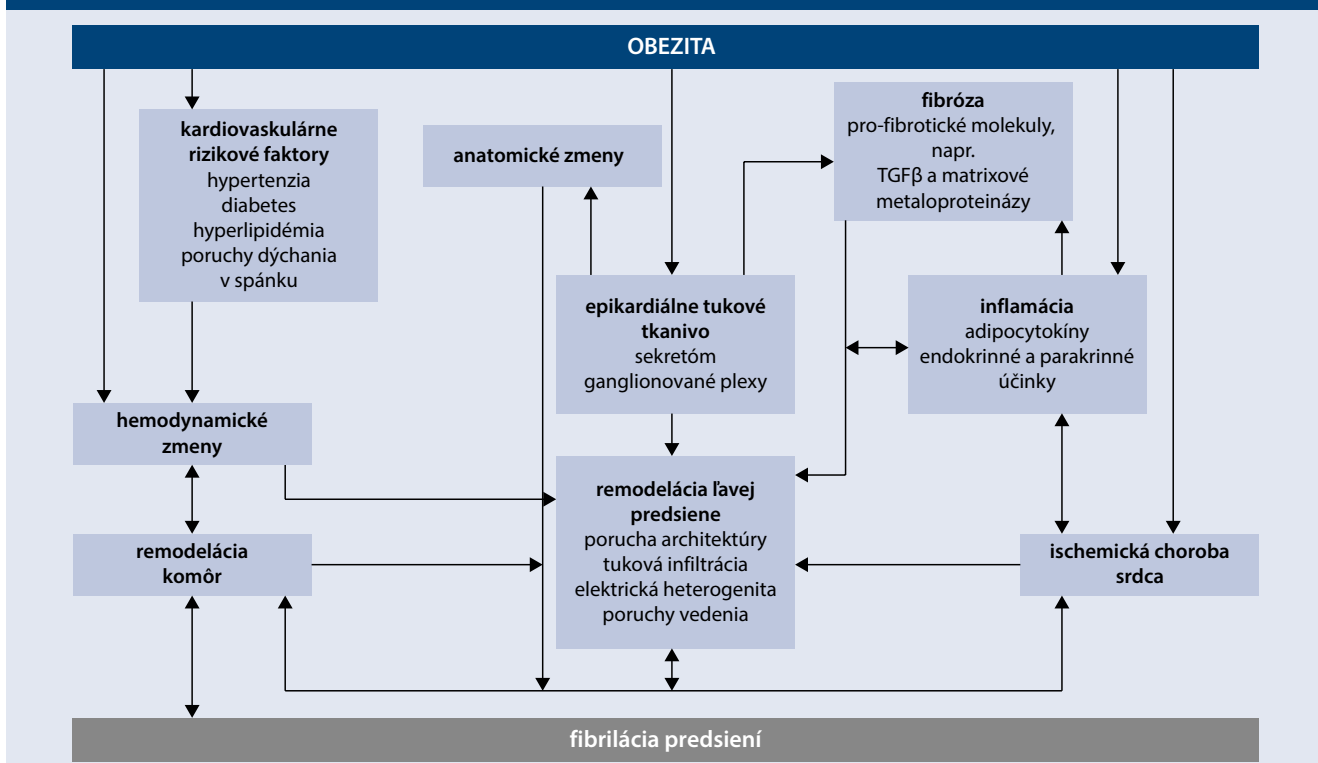 OBEZITA
kardiovaskulárne
rizikové faktory
hypertenzia
diabetes
hyperlipidémia
poruchy dýchania
v spánku
anatomické zmeny
fibróza
pro-fibrotické molekuly,
napr.
TGFβ a matrixové
metaloproteinázy
epikardiálne tukové
tkanivo
sekretóm
ganglionované plexy
inflamácia
adipocytokíny
endokrinné a parakrinné
účinky
hemodynamické
zmeny
remodelácia ľavej
predsiene
porucha architektúry
tuková infiltrácia
elektrická heterogenita
poruchy vedenia
remodelácia
komôr
ischemická choroba
srdca
fibrilácia predsiení